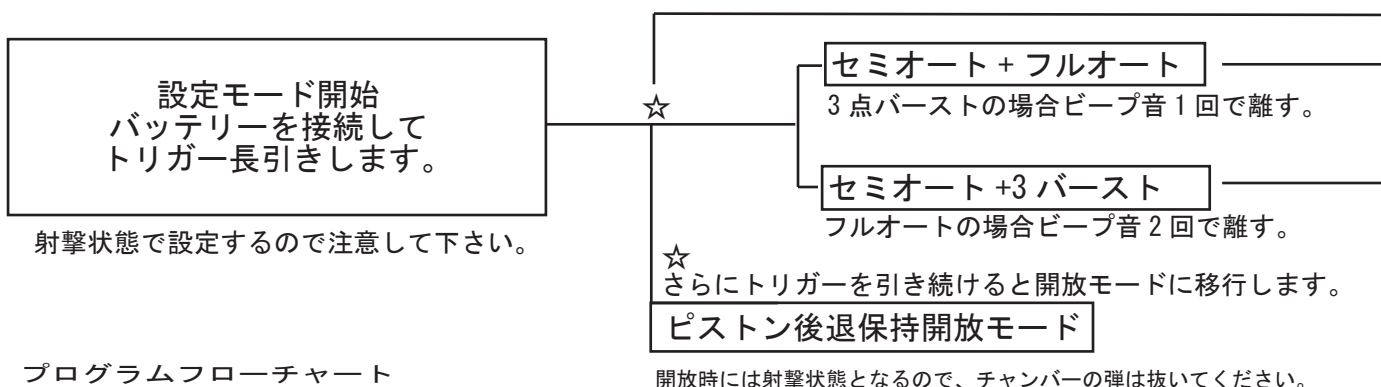 設定モード開始
バッテリーを接続して
トリガー長引きします。
射撃状態で設定するので注意して下さい。
☆
セミオート + フルオート
3 点バーストの場合ビープ音 1 回で離す。
セミオート +3 バースト
フルオートの場合ビープ音 2 回で離す。
☆
さらにトリガーを引き続けると開放モードに移行します。
ピストン後退保持開放モード
プログラムフローチャート
開放時には射撃状態となるので、チャンバーの弾は抜いてください。